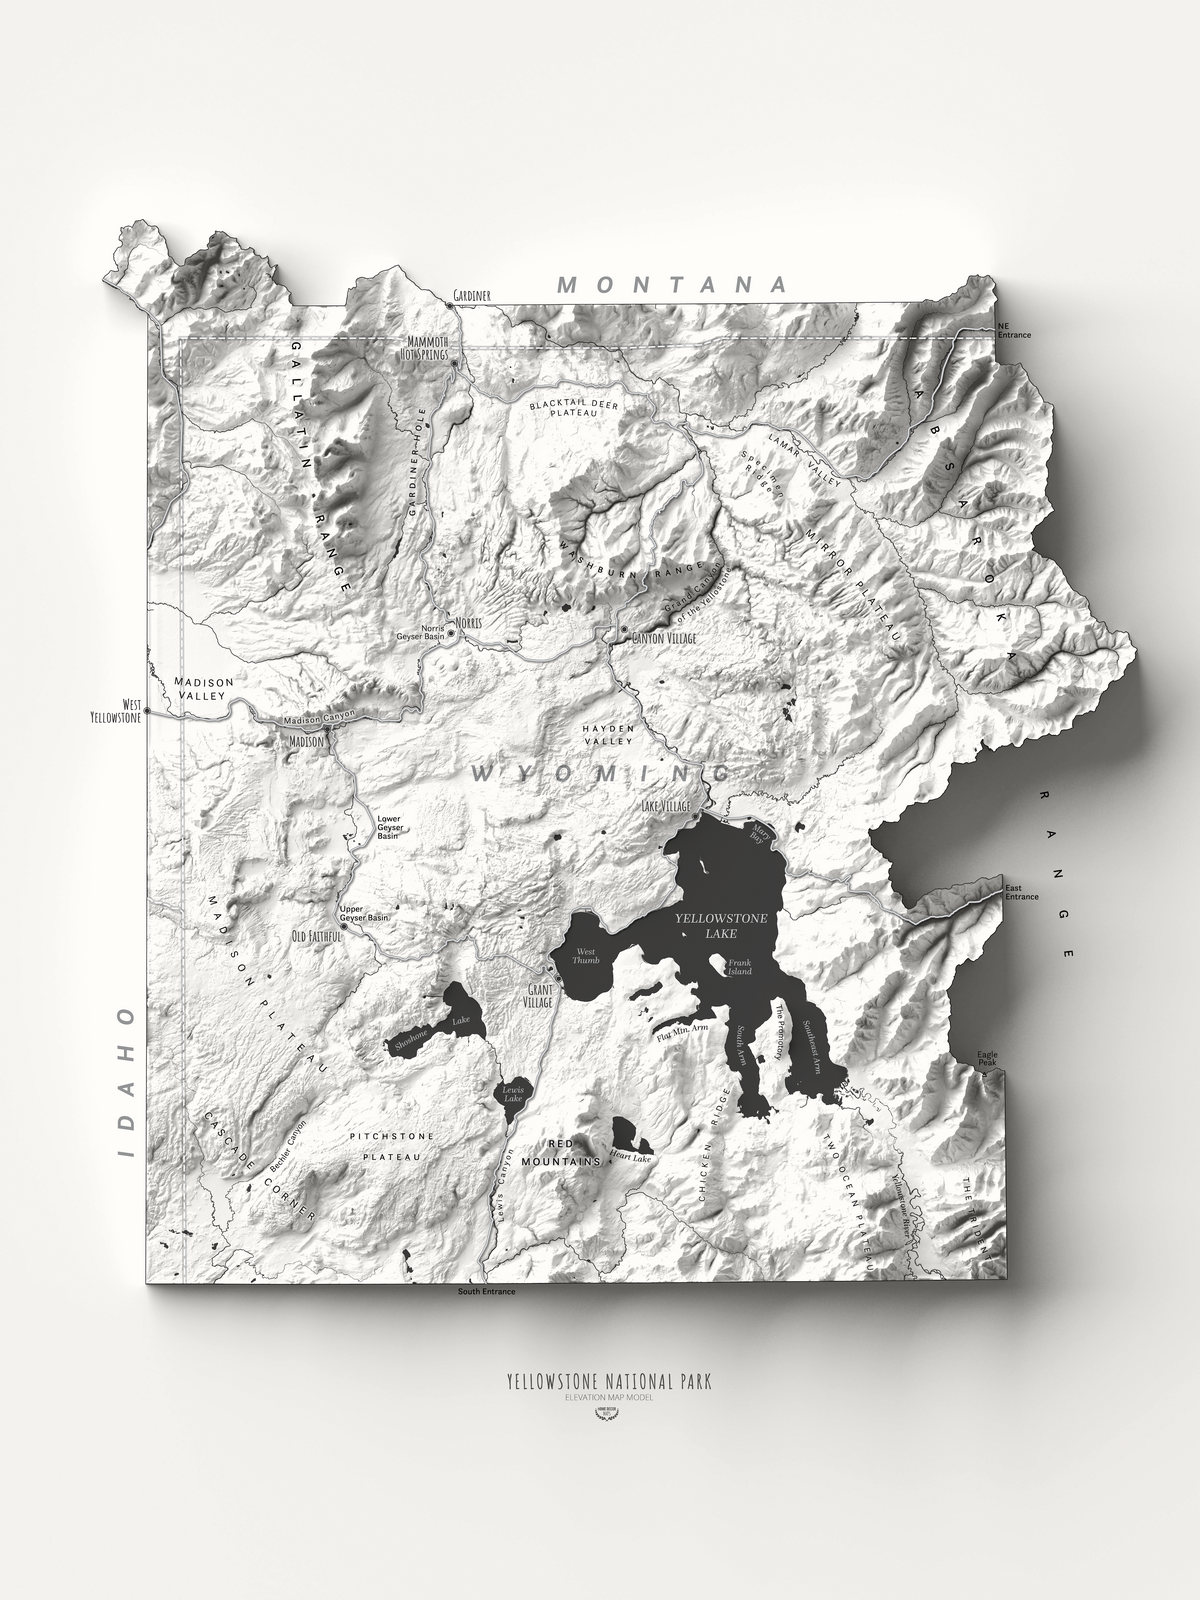 MONTANA
GARDINER
NE
Entrance
MAMMOTH
HOT SPRINGS
GALLATIN RANGE
GARDINER HOLE
BLACKTAIL DEER
PLATEAU
LAMAR VALLEY
Specimen
Ridge
ABSAROKA RANGE
MIRROR PLATEAU
WASHBURN RANGE
Grand Canyon
of the Yellowstone
NORRIS
Norris
Geyser Basin
CANYON VILLAGE
MADISON
VALLEY
WEST
YELLOWSTONE
Madison Canyon
MADISON
HAYDEN
VALLEY
WYOMING
LAKE VILLAGE
Mary
Bay
Lower
Geyser
Basin
Upper
Geyser Basin
OLD FAITHFUL
East
Entrance
YELLOWSTONE
LAKE
West
Thumb
Frank
Island
GRANT
VILLAGE
MADISON PLATEAU
Shoshone Lake
Flat Mtn. Arm
South Arm
The Promotory
Southeast Arm
Eagle
Peak
IDAHO
Lewis
Lake
CASCADE CORNER
Bechler Canyon
PITCHSTONE
PLATEAU
RED
MOUNTAINS
Heart Lake
CHICKEN RIDGE
TWO OCEAN PLATEAU
Yellowstone River
THE TRIDENT
Lewis Canyon
South Entrance
YELLOWSTONE NATIONAL PARK
ELEVATION MAP MODEL